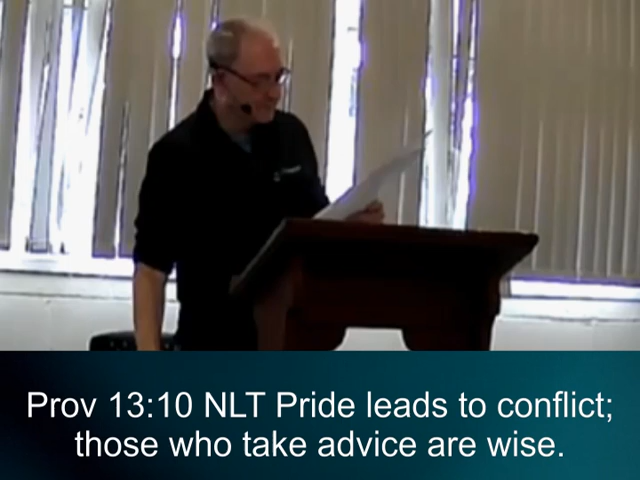 Prov 13:10 NLT Pride leads to conflict;
those who take advice are wise.